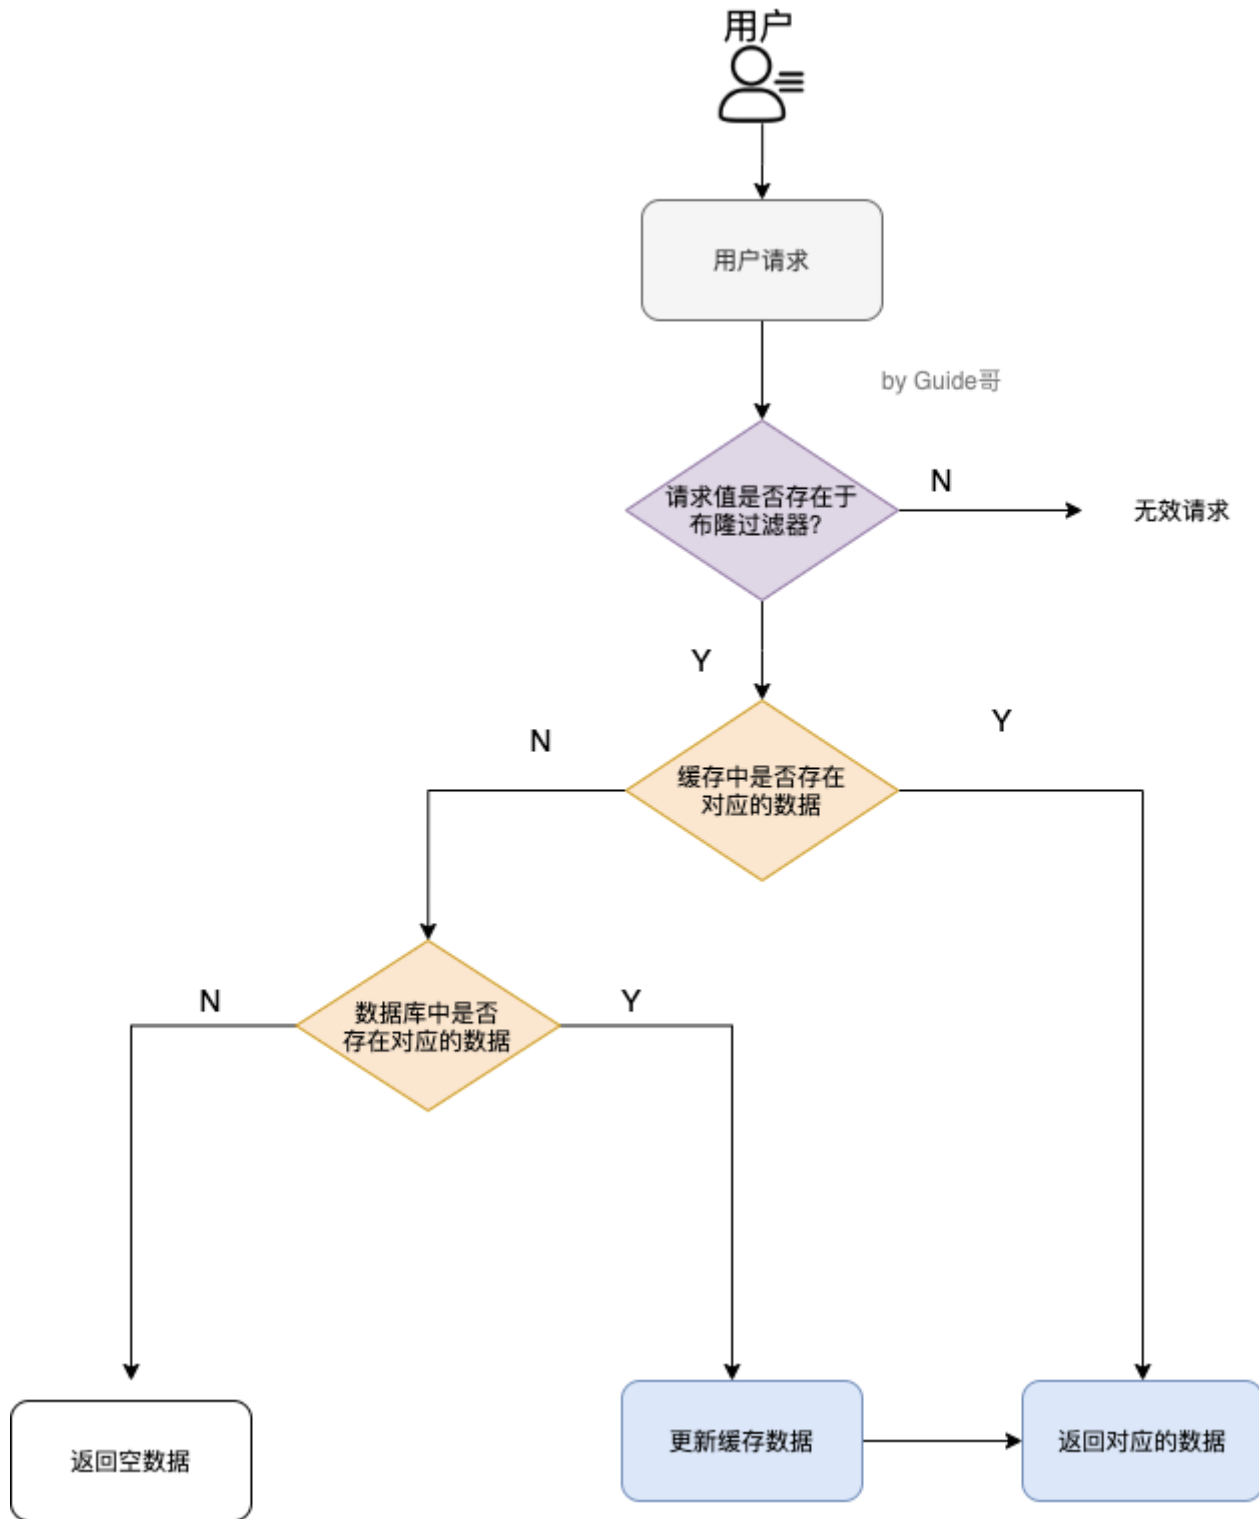 用户
用户请求
by Guide哥
请求值是否存在于
布隆过滤器?
N
无效请求
Y
N
Y
缓存中是否存在
对应的数据
N
Y
数据库中是否
存在对应的数据
返回空数据
更新缓存数据
返回对应的数据